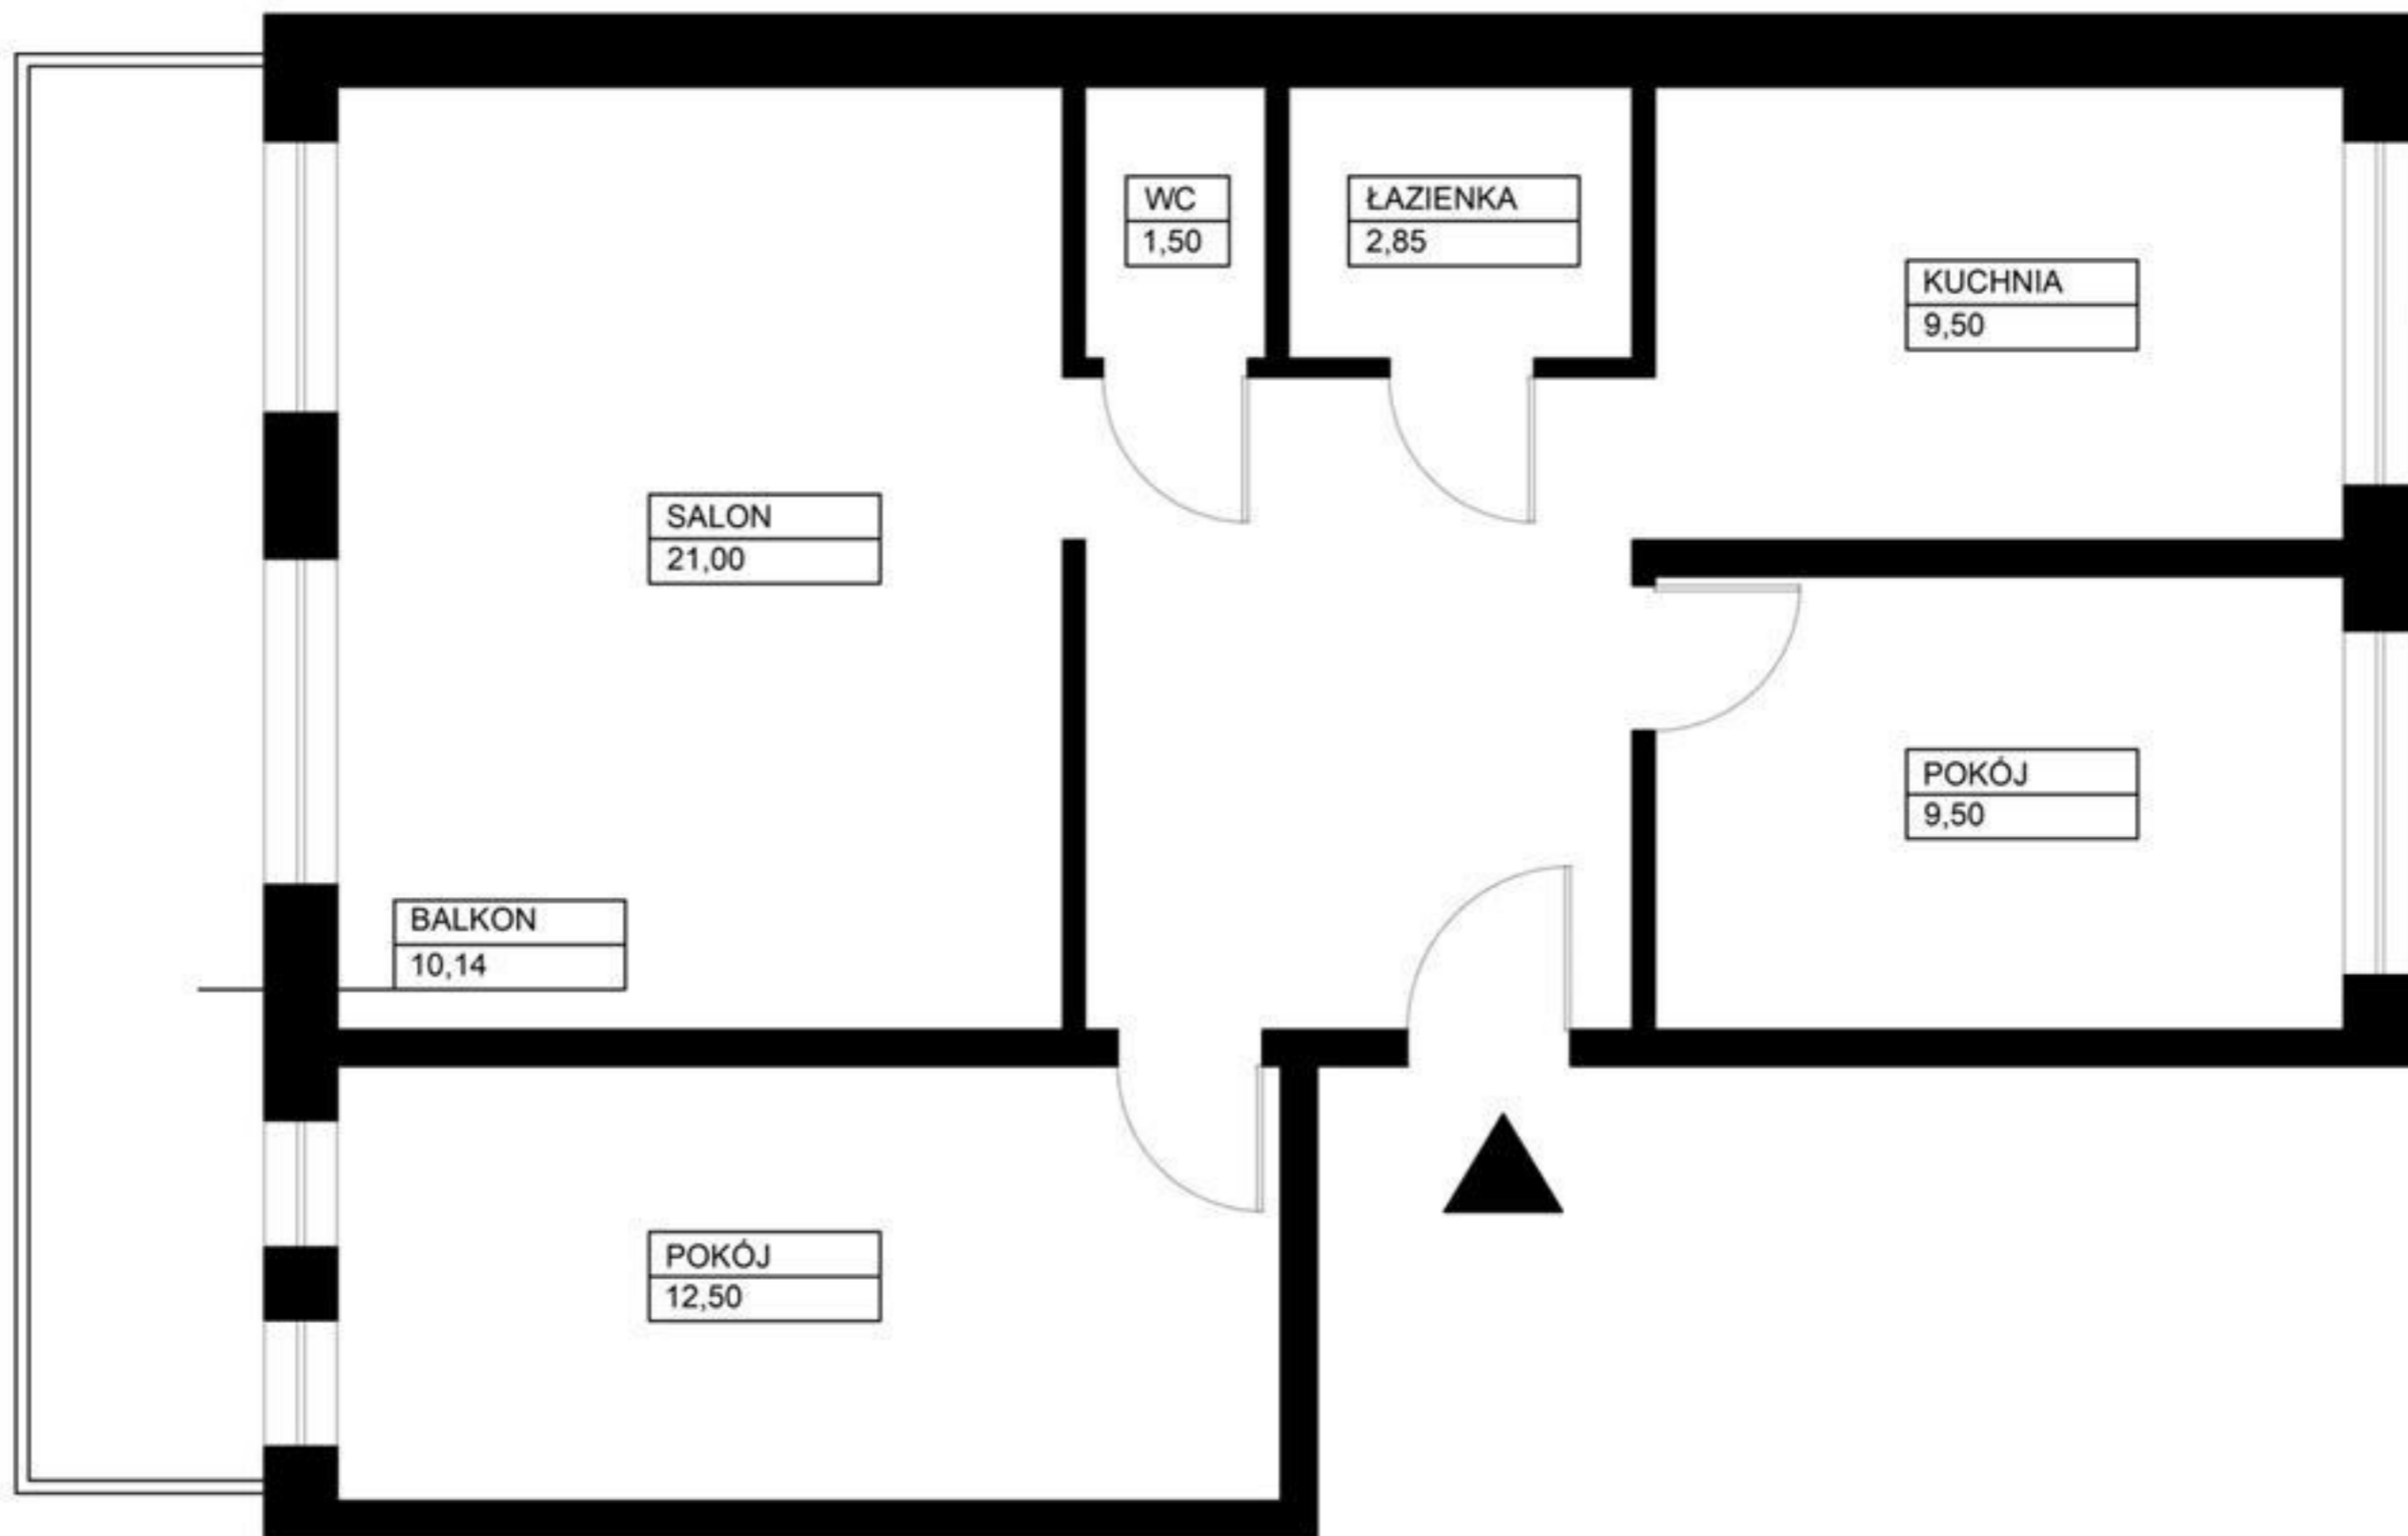 WC
1,50
ŁAZIENKA
2,85
KUCHNIA
9,50
SALON
21,00
POKÓJ
9,50
BALKON
10,14
POKÓJ
12,50